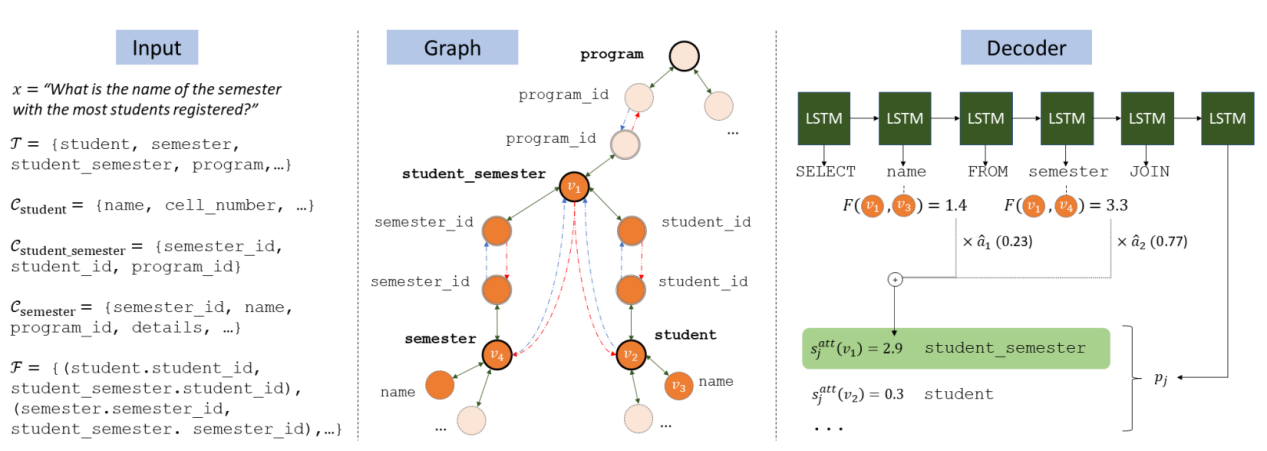 Input
x = “What is the name of the semester
with the most students registered?”
𝒯 = {student, semester,
student_semester, program,…}
𝒞student = {name, cell_number, …}
𝒞student_semester = {semester_id,
student_id, program_id}
𝒞semester = {semester_id, name,
program_id, details, …}
ℱ = {(student.student_id,
student_semester.student_id),
(semester.semester_id,
student_semester. semester_id),…}
Graph
program
program_id
...
program_id
student_semester
v1
semester_id
student_id
semester_id
student_id
semester
student
v4
v2
name
v3
name
...
...
Decoder
LSTM LSTM LSTM LSTM LSTM LSTM
SELECT name FROM semester JOIN
F(v1,v3) = 1.4 F(v1,v4) = 3.3
× â1 (0.23) × â2 (0.77)
+
sj^att(v1) = 2.9 student_semester
pj
sj^att(v2) = 0.3 student
...